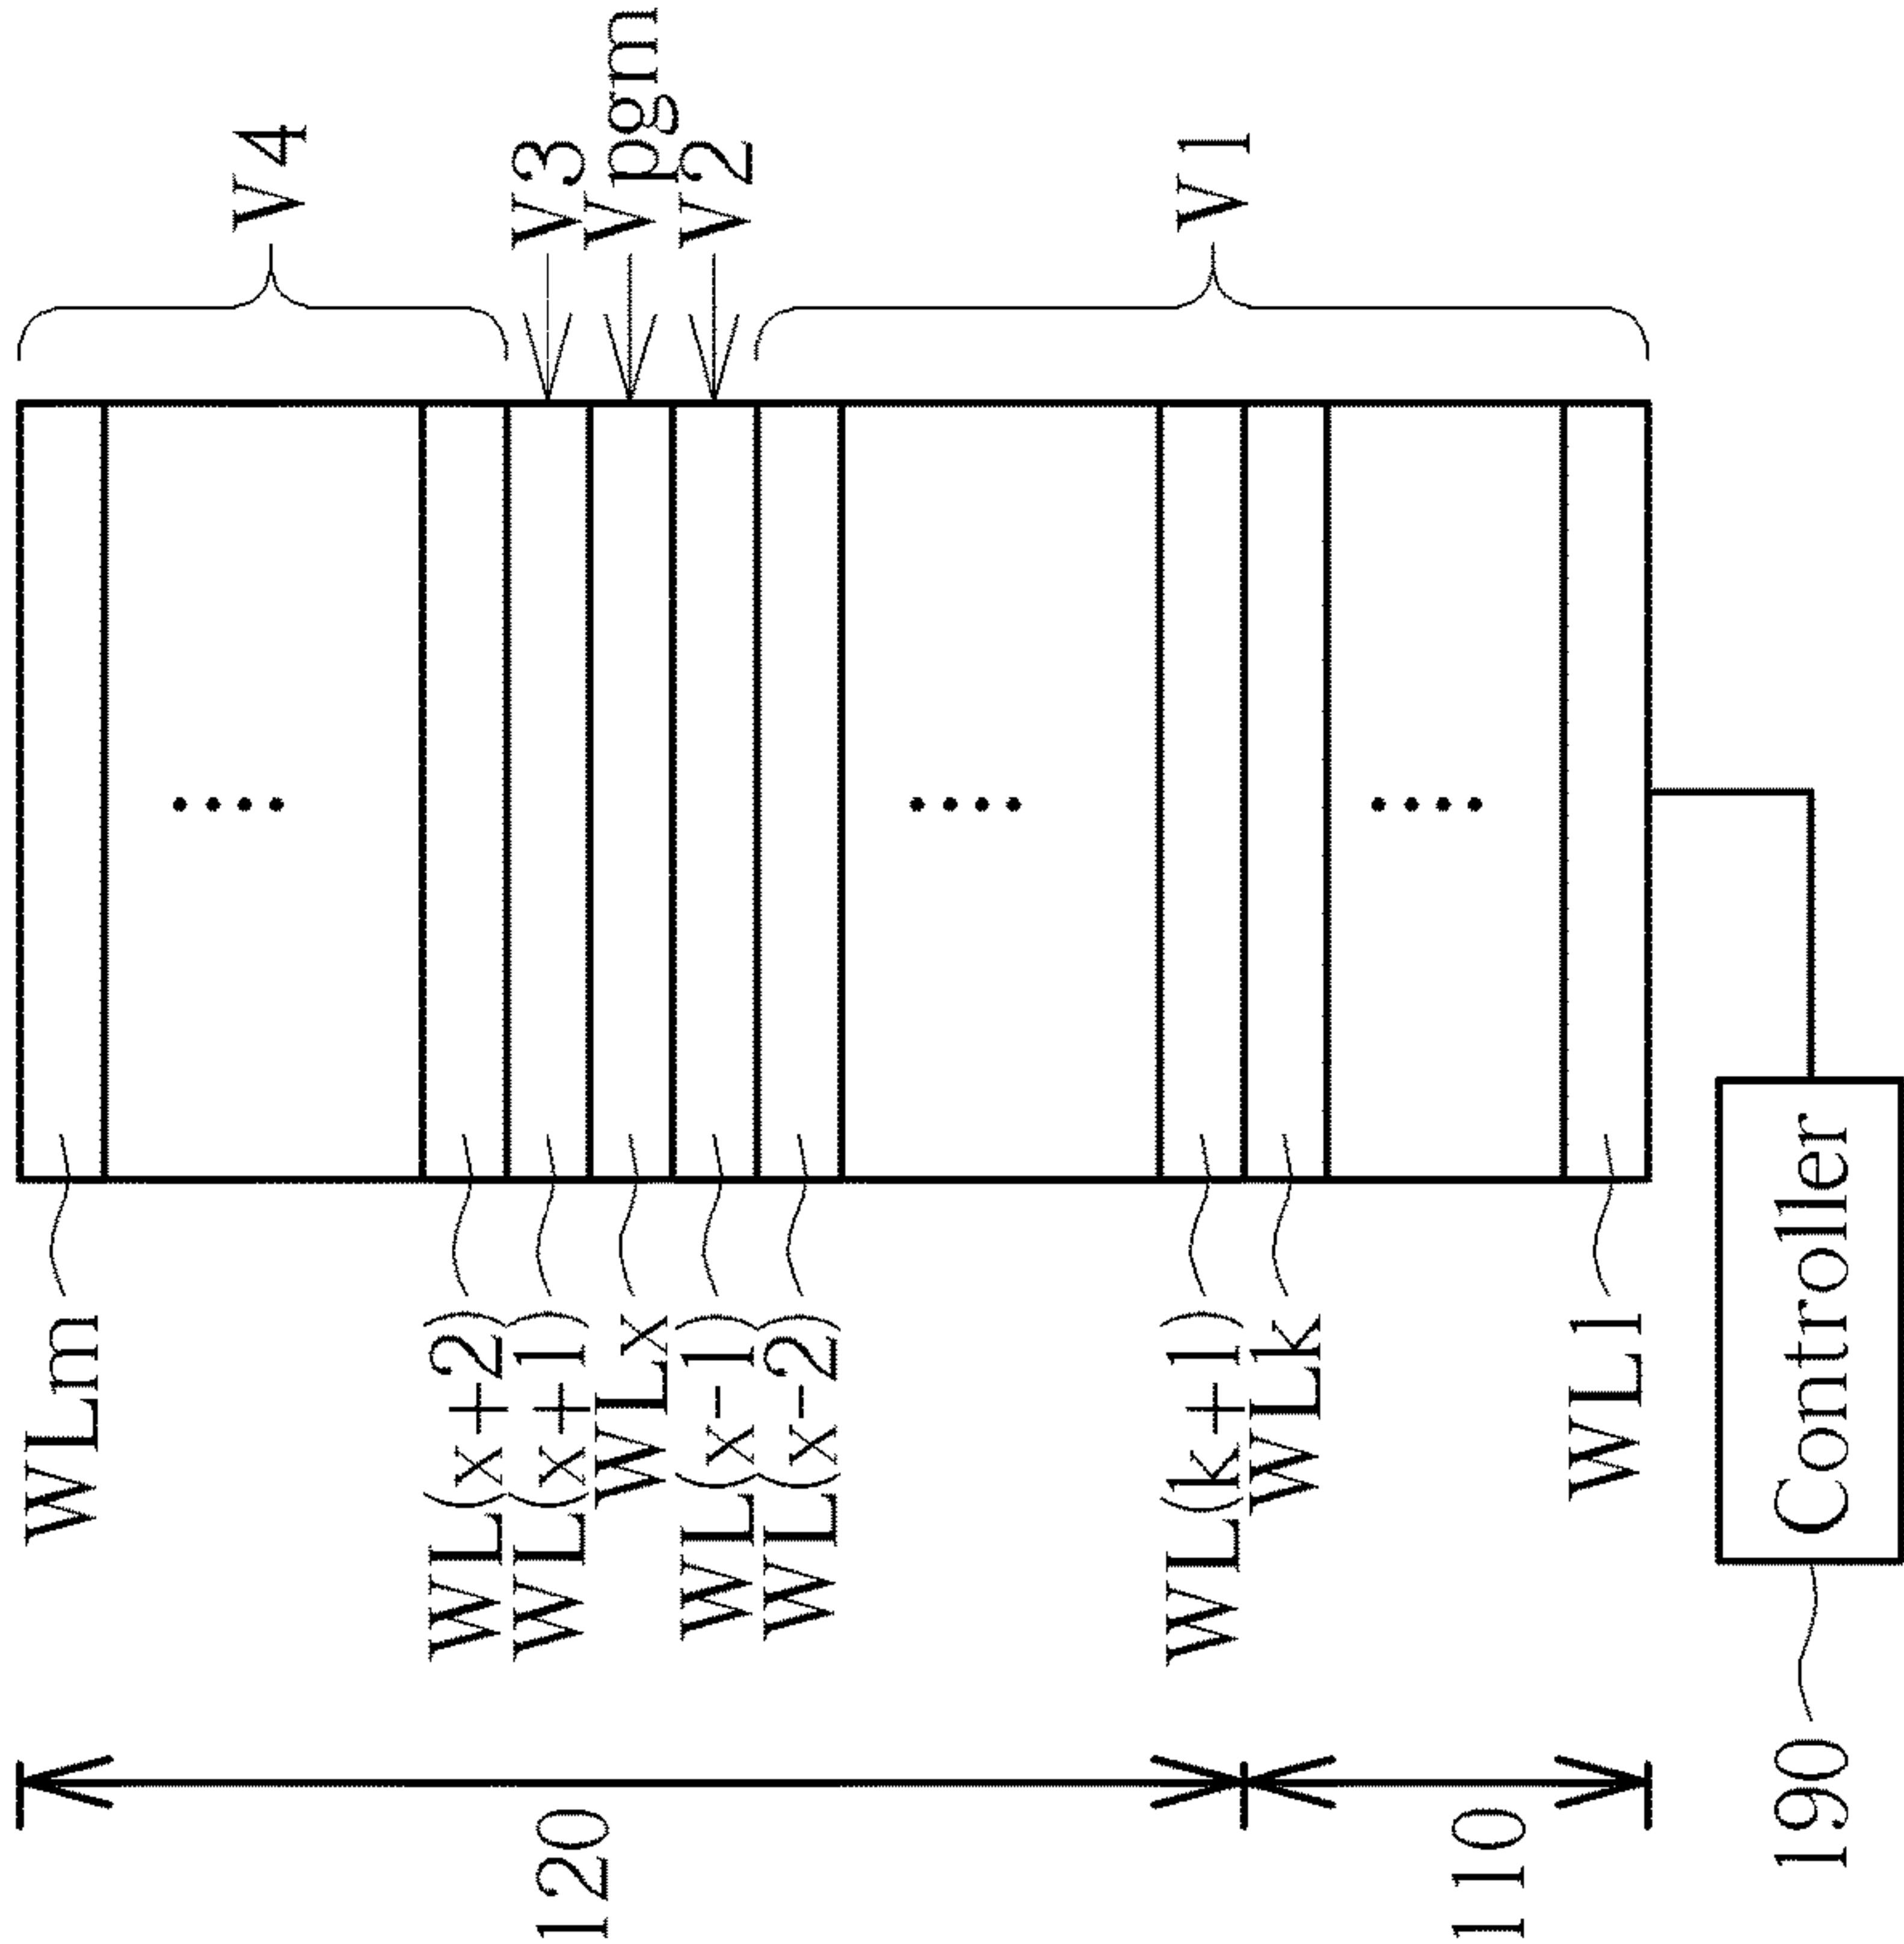 WLm
WL(x+2)
WL(x+1)
WLx
WL(x-1)
WL(x-2)
WL(k+1)
WLk
WL1
V4
V3
Vpgm
V2
V1
120
110
190
Controller